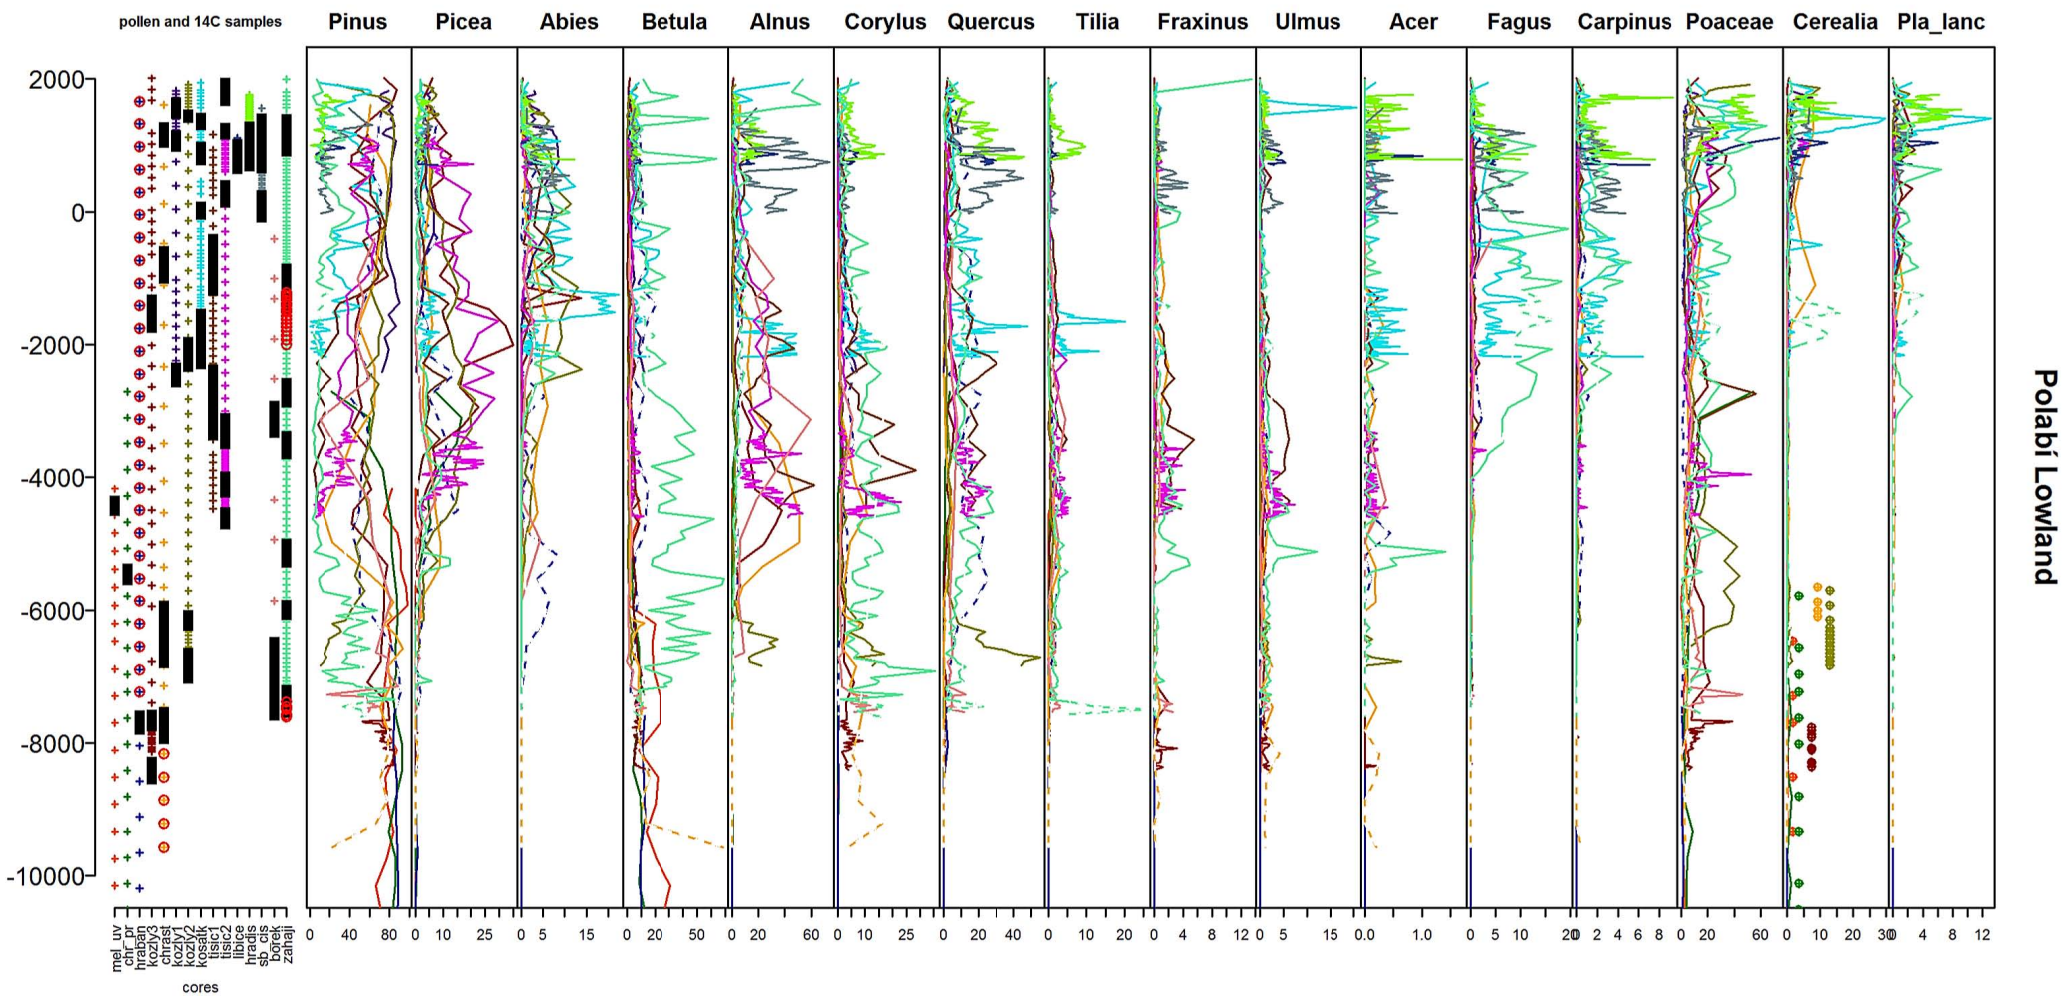 pollen and 14C samples
Pinus Picea Abies Betula Alnus Corylus Quercus Tilia Fraxinus Ulmus Acer Fagus Carpinus Poaceae Cerealia Pla_lanc
2000
0
-2000
-4000
-6000
-8000
-10000
Polabí Lowland
0 40 80 0 10 25 0 5 15 0 20 50 0 20 60 0 10 25 0 20 40 0 10 20 0 4 8 12 0 5 15 0.0 1.0 0 5 10 20 0 2 4 6 8 0 20 60 0 10 20 30 0 4 8 12
mel_uv
chr_pr
hraban
kozly3
chrast
kozly1
kozly2
kosatk
tisic1
tisic2
libice
hradis
sb_cis
borek
zahaji
cores